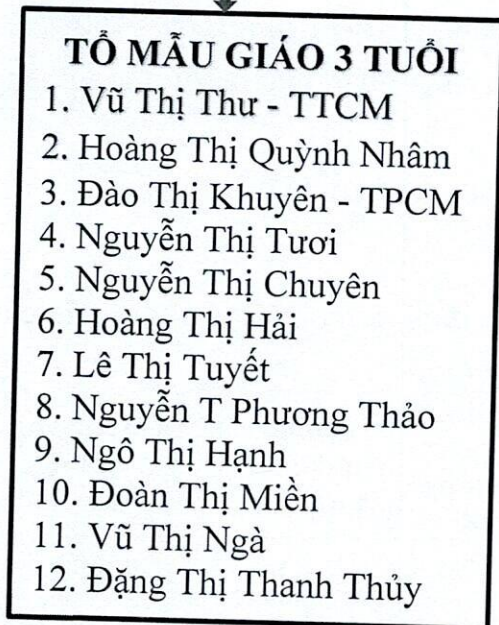 TỔ MẪU GIÁO 3 TUỔI
1. Vũ Thị Thư - TTCM
2. Hoàng Thị Quỳnh Nhâm
3. Đào Thị Khuyên - TPCM
4. Nguyễn Thị Tươi
5. Nguyễn Thị Chuyên
6. Hoàng Thị Hải
7. Lê Thị Tuyết
8. Nguyễn T Phương Thảo
9. Ngô Thị Hạnh
10. Đoàn Thị Miền
11. Vũ Thị Ngà
12. Đặng Thị Thanh Thủy